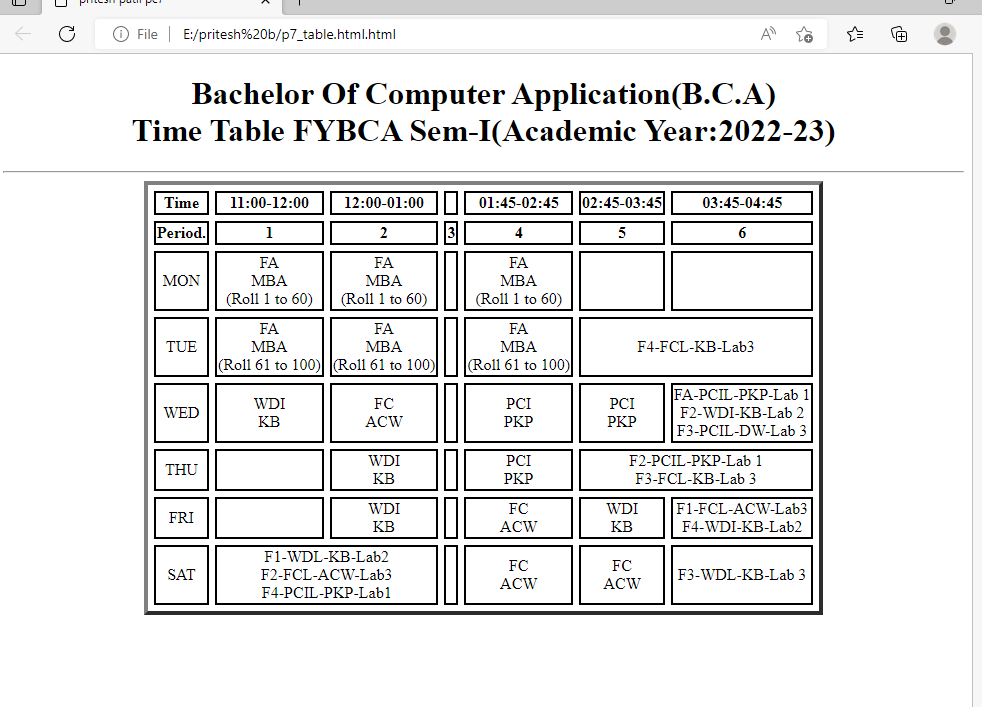 pritesh patil pc7
File
E:/pritesh%20b/p7_table.html.html
Bachelor Of Computer Application(B.C.A)
Time Table FYBCA Sem-I(Academic Year:2022-23)
Time 11:00-12:00 12:00-01:00 01:45-02:45 02:45-03:45 03:45-04:45
Period. 1 2 3 4 5 6
MON
FA
MBA
(Roll 1 to 60)
FA
MBA
(Roll 1 to 60)
FA
MBA
(Roll 1 to 60)
TUE
FA
MBA
(Roll 61 to 100)
FA
MBA
(Roll 61 to 100)
FA
MBA
(Roll 61 to 100)
F4-FCL-KB-Lab3
WED
WDI
KB
FC
ACW
PCI
PKP
PCI
PKP
FA-PCIL-PKP-Lab 1
F2-WDI-KB-Lab 2
F3-PCIL-DW-Lab 3
THU
WDI
KB
PCI
PKP
F2-PCIL-PKP-Lab 1
F3-FCL-KB-Lab 3
FRI
WDI
KB
FC
ACW
WDI
KB
F1-FCL-ACW-Lab3
F4-WDI-KB-Lab2
SAT
F1-WDL-KB-Lab2
F2-FCL-ACW-Lab3
F4-PCIL-PKP-Lab1
FC
ACW
FC
ACW
F3-WDL-KB-Lab 3